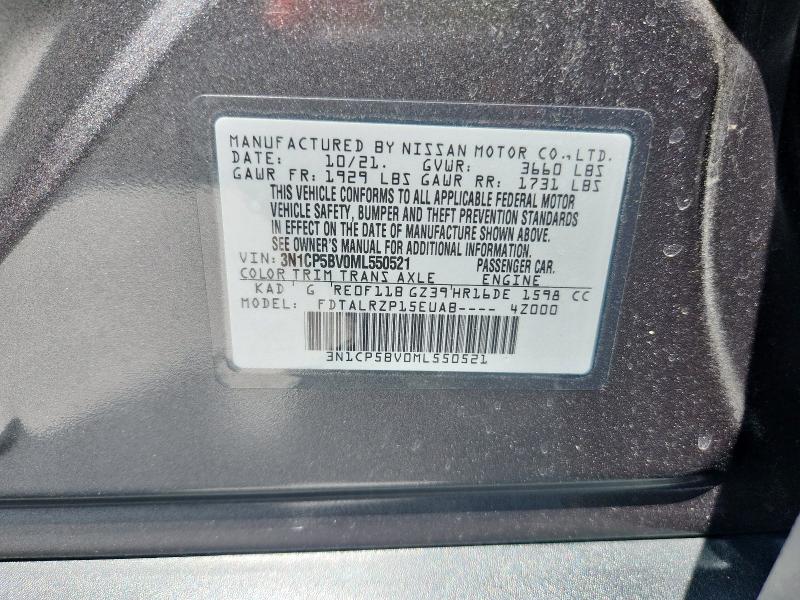 MANUFACTURED BY NISSAN MOTOR CO.,LTD.
DATE: 10/21. GVWR: 3660 LBS
GAWR FR: 1929 LBS GAWR RR: 1731 LBS
THIS VEHICLE CONFORMS TO ALL APPLICABLE FEDERAL MOTOR
VEHICLE SAFETY, BUMPER AND THEFT PREVENTION STANDARDS
IN EFFECT ON THE DATE OF MANUFACTURE SHOWN ABOVE.
SEE OWNER'S MANUAL FOR ADDITIONAL INFORMATION.
VIN: 3N1CP5BV0ML550521 PASSENGER CAR.
COLOR TRIM TRANS AXLE ENGINE
KAD G RE0F11B GZ39 HR16DE 1598 CC
MODEL: FDTALRZP15EUAB---- 4Z000
3N1CP5BV0ML550521